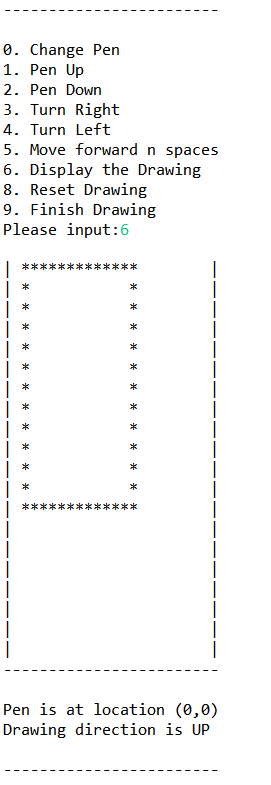 ------------------------
0. Change Pen
1. Pen Up
2. Pen Down
3. Turn Right
4. Turn Left
5. Move forward n spaces
6. Display the Drawing
8. Reset Drawing
9. Finish Drawing
Please input:6
| *************        |
| *           *        |
| *           *        |
| *           *        |
| *           *        |
| *           *        |
| *           *        |
| *           *        |
| *           *        |
| *           *        |
| *           *        |
| *           *        |
| *************        |
|                      |
|                      |
|                      |
|                      |
|                      |
|                      |
|                      |
------------------------
Pen is at location (0,0)
Drawing direction is UP
------------------------